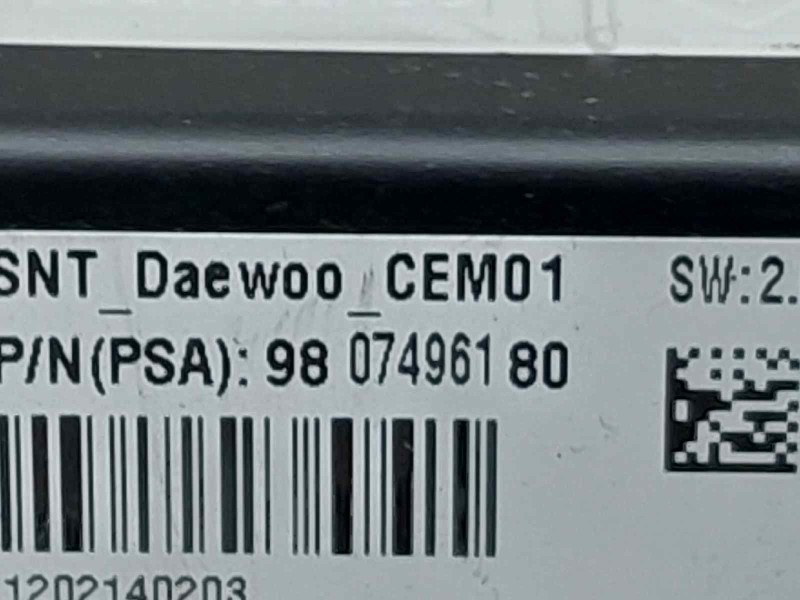 SNT_Daewoo_CEM01
SW:2.
P/N(PSA): 98 07496180
1202140203